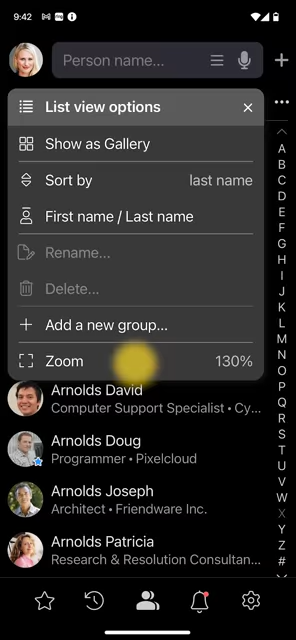 9:42
Person name...
List view options
Show as Gallery
Sort by last name
First name / Last name
Rename...
Delete...
Add a new group...
Zoom 130%
Arnolds David
Computer Support Specialist • Cy...
Arnolds Doug
Programmer • Pixelcloud
Arnolds Joseph
Architect • Friendware Inc.
Arnolds Patricia
Research & Resolution Consultan...
A
B
C
D
E
F
G
H
I
J
K
L
M
N
O
P
Q
R
S
T
U
V
W
X
Y
Z
#